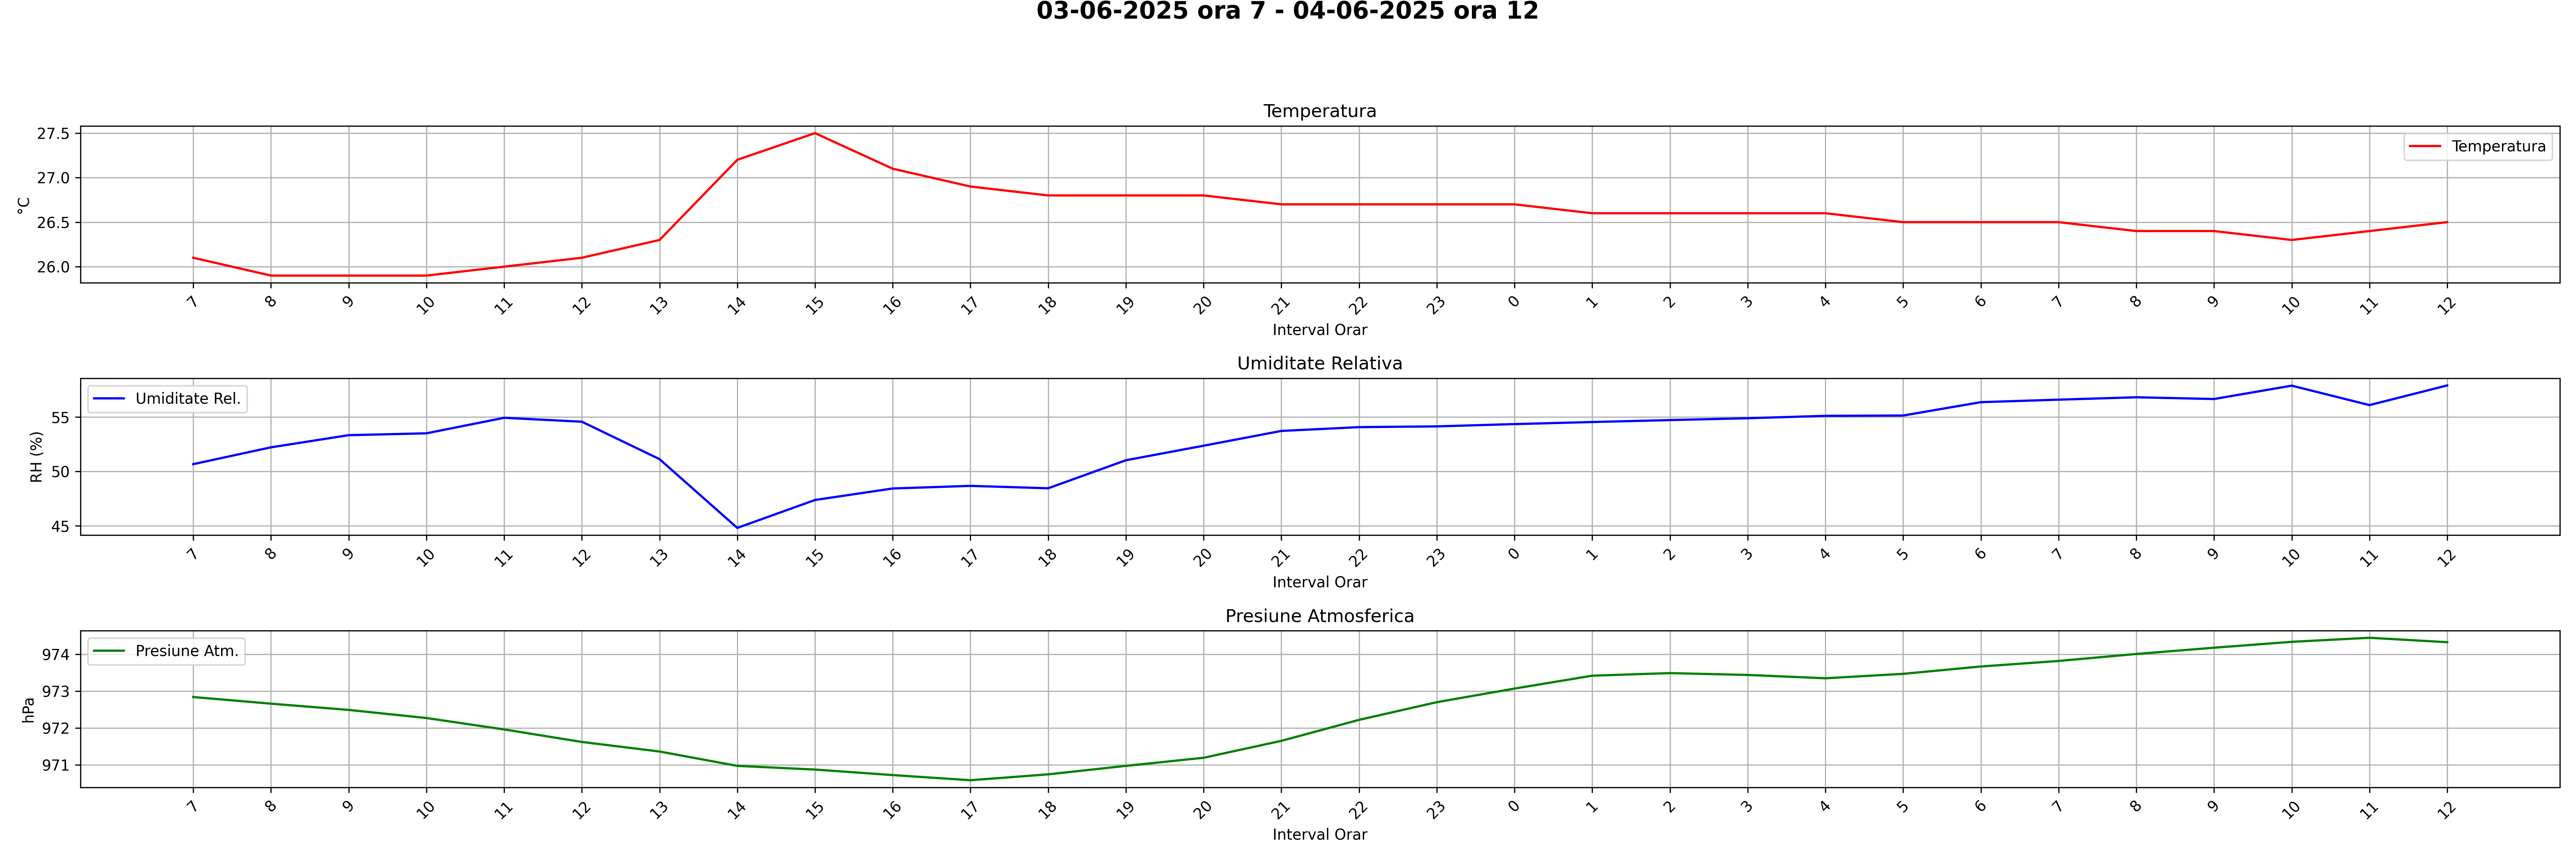 03-06-2025 ora 7 - 04-06-2025 ora 12
Temperatura
27.5
27.0
26.5
26.0
°C
Temperatura
7 8 9 10 11 12 13 14 15 16 17 18 19 20 21 22 23 0 1 2 3 4 5 6 7 8 9 10 11 12
Interval Orar
Umiditate Relativa
Umiditate Rel.
55
50
45
RH (%)
7 8 9 10 11 12 13 14 15 16 17 18 19 20 21 22 23 0 1 2 3 4 5 6 7 8 9 10 11 12
Interval Orar
Presiune Atmosferica
Presiune Atm.
974
973
972
971
hPa
7 8 9 10 11 12 13 14 15 16 17 18 19 20 21 22 23 0 1 2 3 4 5 6 7 8 9 10 11 12
Interval Orar